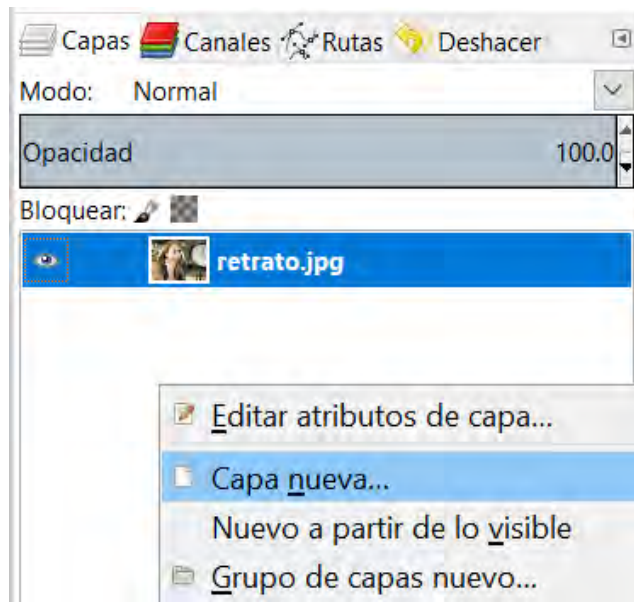 Capas Canales Rutas Deshacer
Modo: Normal
Opacidad 100.0
Bloquear:
retrato.jpg
Editar atributos de capa...
Capa nueva...
Nuevo a partir de lo visible
Grupo de capas nuevo...